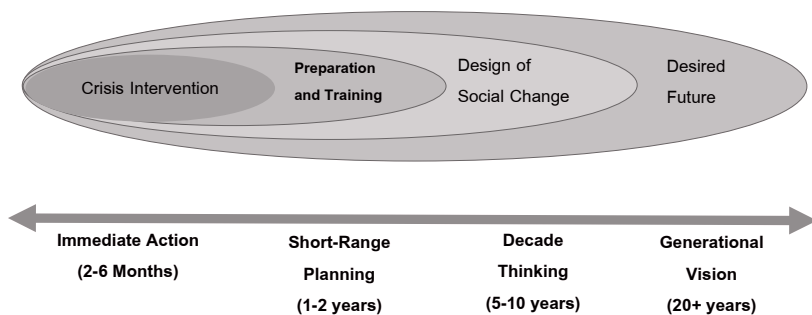 Crisis Intervention
Preparation
and Training
Design of
Social Change
Desired
Future
Immediate Action
(2-6 Months)
Short-Range
Planning
(1-2 years)
Decade
Thinking
(5-10 years)
Generational
Vision
(20+ years)